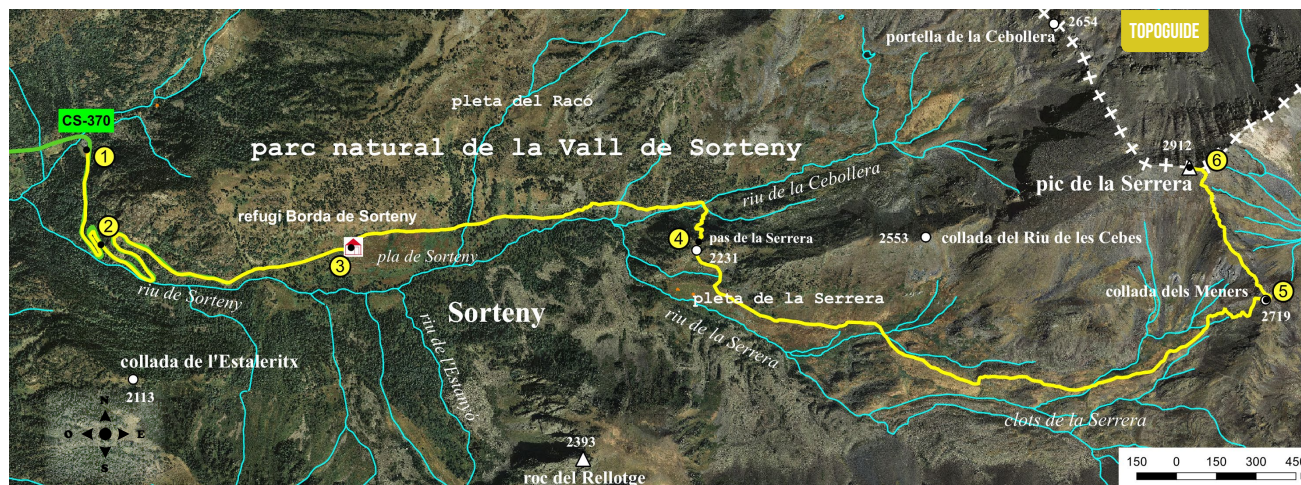 2654
TOPOGUIDE
portella de la Cebollera
pleta del Racó
CS-370
1
parc natural de la Vall de Sorteny
2912
6
pic de la Serrera
riu de la Cebollera
refugi Borda de Sorteny
2
4
pas de la Serrera
2231
2553
collada del Riu de les Cebes
3
pla de Sorteny
riu de Sorteny
pleta de la Serrera
collada dels Meners
5
2719
Sorteny
riu de l'Estanyó
riu de la Serrera
collada de l'Estaleritx
2113
N
O
E
S
clots de la Serrera
2393
roc del Rellotge
150 0 150 300 450